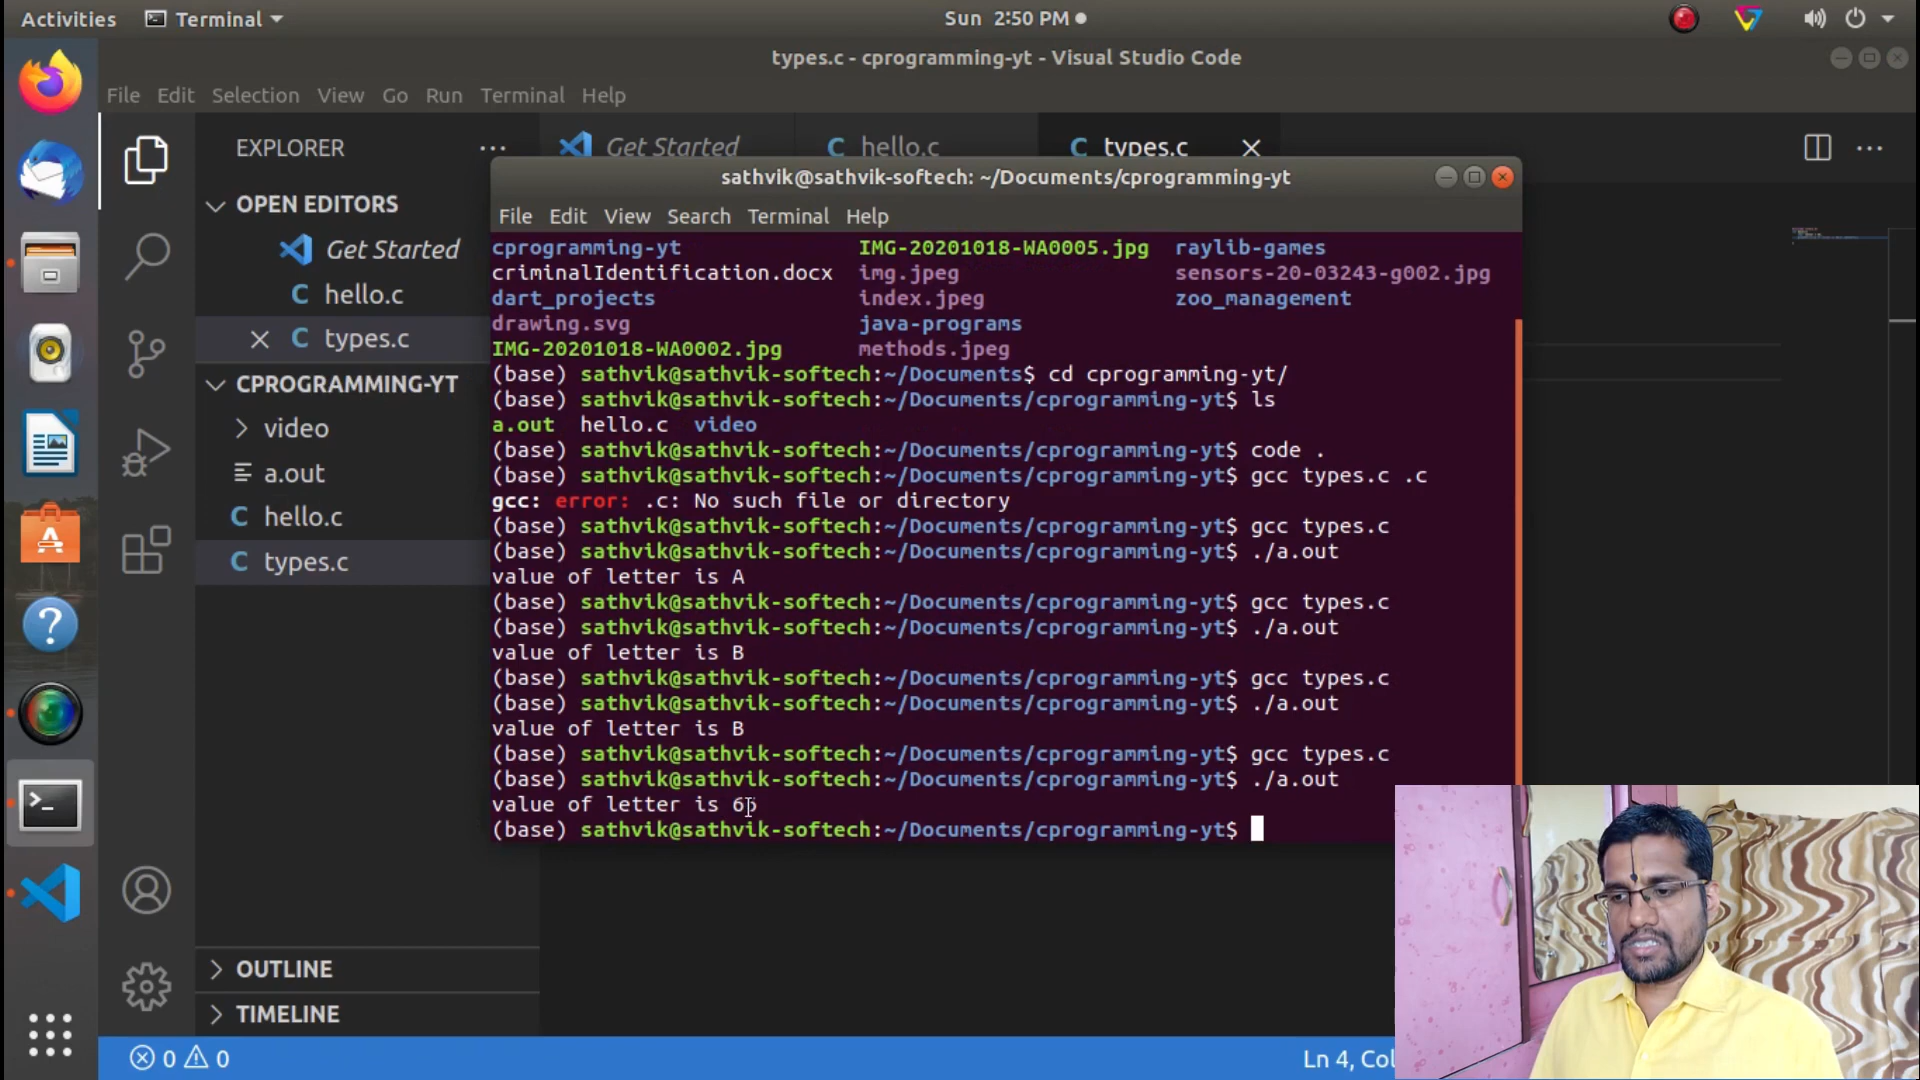 Activities Terminal Sun 2:50 PM
types.c - cprogramming-yt - Visual Studio Code
File Edit Selection View Go Run Terminal Help
EXPLORER ··· Get Started C hello.c C types.c
sathvik@sathvik-softech: ~/Documents/cprogramming-yt
File Edit View Search Terminal Help
OPEN EDITORS
Get Started
C hello.c
C types.c
CPROGRAMMING-YT
video
a.out
C hello.c
C types.c
OUTLINE
TIMELINE
cprogramming-yt IMG-20201018-WA0005.jpg raylib-games
criminalIdentification.docx img.jpeg sensors-20-03243-g002.jpg
dart_projects index.jpeg zoo_management
drawing.svg java-programs
IMG-20201018-WA0002.jpg methods.jpeg
(base) sathvik@sathvik-softech:~/Documents$ cd cprogramming-yt/
(base) sathvik@sathvik-softech:~/Documents/cprogramming-yt$ ls
a.out hello.c video
(base) sathvik@sathvik-softech:~/Documents/cprogramming-yt$ code .
(base) sathvik@sathvik-softech:~/Documents/cprogramming-yt$ gcc types.c .c
gcc: error: .c: No such file or directory
(base) sathvik@sathvik-softech:~/Documents/cprogramming-yt$ gcc types.c
(base) sathvik@sathvik-softech:~/Documents/cprogramming-yt$ ./a.out
value of letter is A
(base) sathvik@sathvik-softech:~/Documents/cprogramming-yt$ gcc types.c
(base) sathvik@sathvik-softech:~/Documents/cprogramming-yt$ ./a.out
value of letter is B
(base) sathvik@sathvik-softech:~/Documents/cprogramming-yt$ gcc types.c
(base) sathvik@sathvik-softech:~/Documents/cprogramming-yt$ ./a.out
value of letter is B
(base) sathvik@sathvik-softech:~/Documents/cprogramming-yt$ gcc types.c
(base) sathvik@sathvik-softech:~/Documents/cprogramming-yt$ ./a.out
value of letter is
(base) sathvik@sathvik-softech:~/Documents/cprogramming-yt$
0 0 Ln 4,